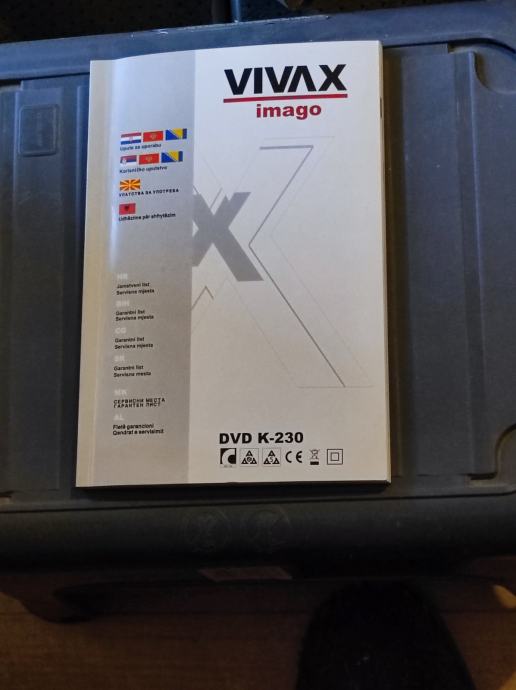 VIVAX
imago
Upute za uporabu
Korisničko uputstvo
УПАТСТВА ЗА УПОТРЕБА
Udhëzime për shfrytëzim
X
HR
Jamstveni list
Servisna mjesta
BIH
Garantni list
Servisna mjesta
CG
Garantni list
Servisna mjesta
SR
Garantni list
Servisna mesta
MK
СЕРВИСНИ МЕСТА
ГАРАНТЕН ЛИСТ
AL
Fletë garancioni
Qendrat e servisimit
DVD K-230
CE